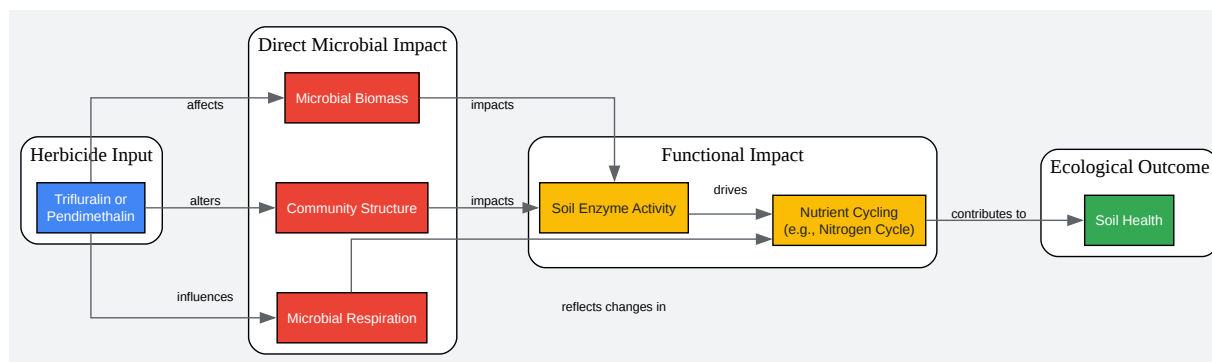 Direct Microbial Impact
Microbial Biomass
affects
impacts
Herbicide Input
Functional Impact
Ecological Outcome
Trifluralin or
Pendimethalin
alters
Community Structure
impacts
Soil Enzyme Activity
drives
Nutrient Cycling
(e.g., Nitrogen Cycle)
contributes to
Soil Health
influences
Microbial Respiration
reflects changes in